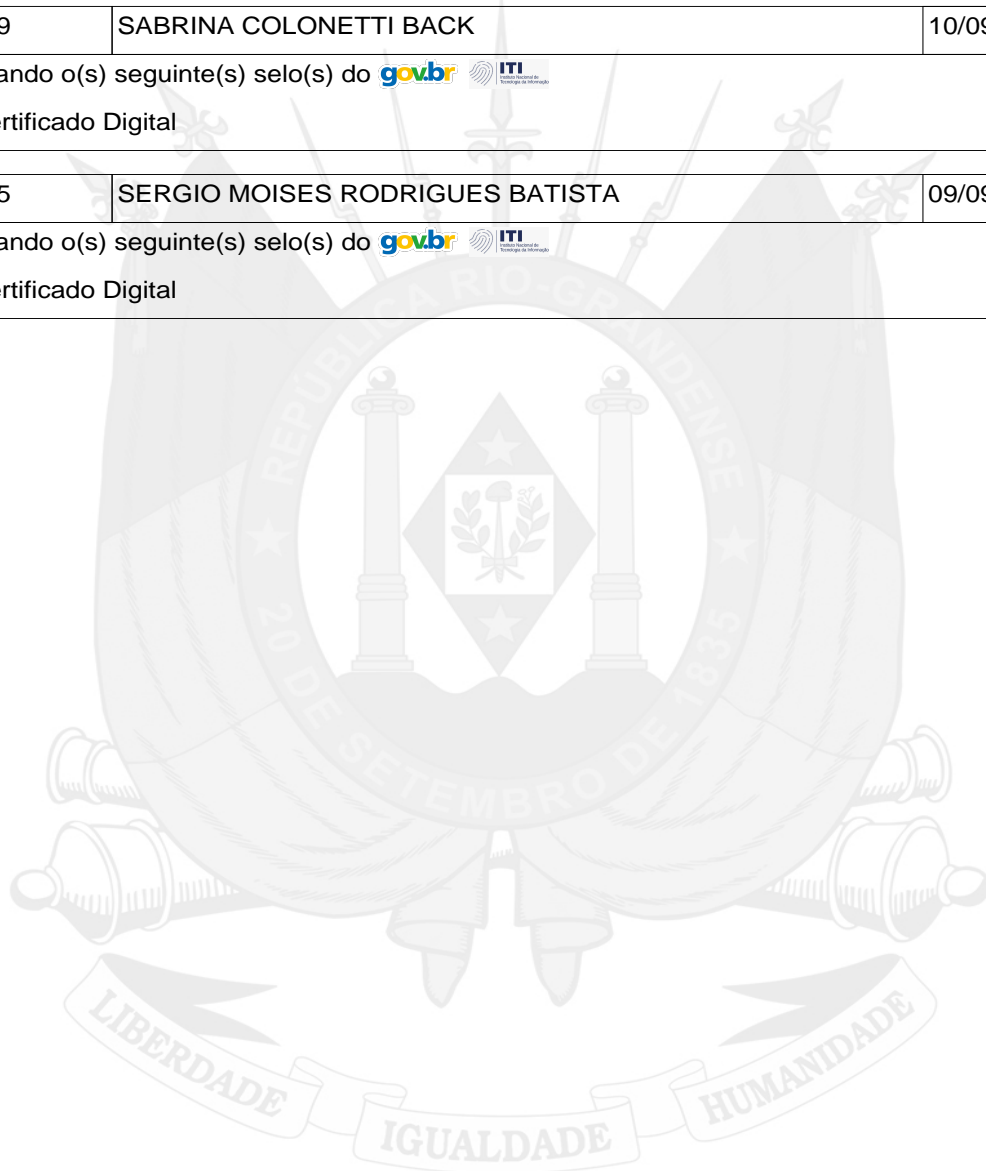 9 SABRINA COLONETTI BACK 10/09
ando o(s) seguinte(s) selo(s) do gov.br ITI
rtificado Digital
5 SERGIO MOISES RODRIGUES BATISTA 09/09
ando o(s) seguinte(s) selo(s) do gov.br ITI
rtificado Digital
REPÚBLICA RIO-GRANDENSE
20 DE SETEMBRO DE 1835
LIBERDADE
IGUALDADE
HUMANIDADE